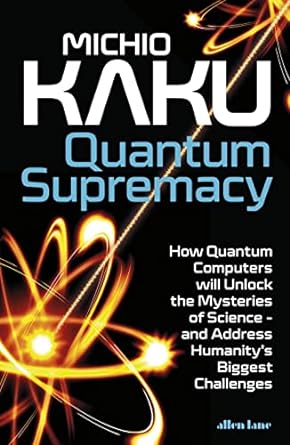 MICHIO
KAKU
Quantum
Supremacy
How Quantum
Computers
will Unlock
the Mysteries
of Science –
and Address
Humanity's
Biggest
Challenges
allen lane